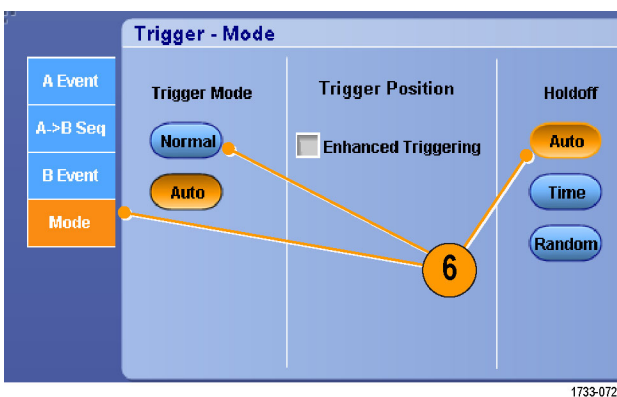 Trigger - Mode
A Event
A->B Seq
B Event
Mode
Trigger Mode
Normal
Auto
Trigger Position
Enhanced Triggering
Holdoff
Auto
Time
Random
6
1733-072